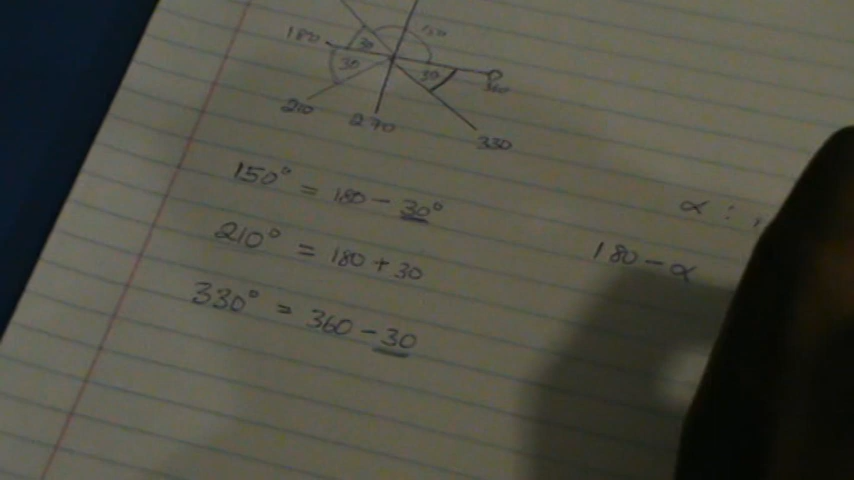 150
180 30
30 30
360
210 270
330
150° = 180 - 30°
α :
210° = 180 + 30
180 - α
330° = 360 - 30